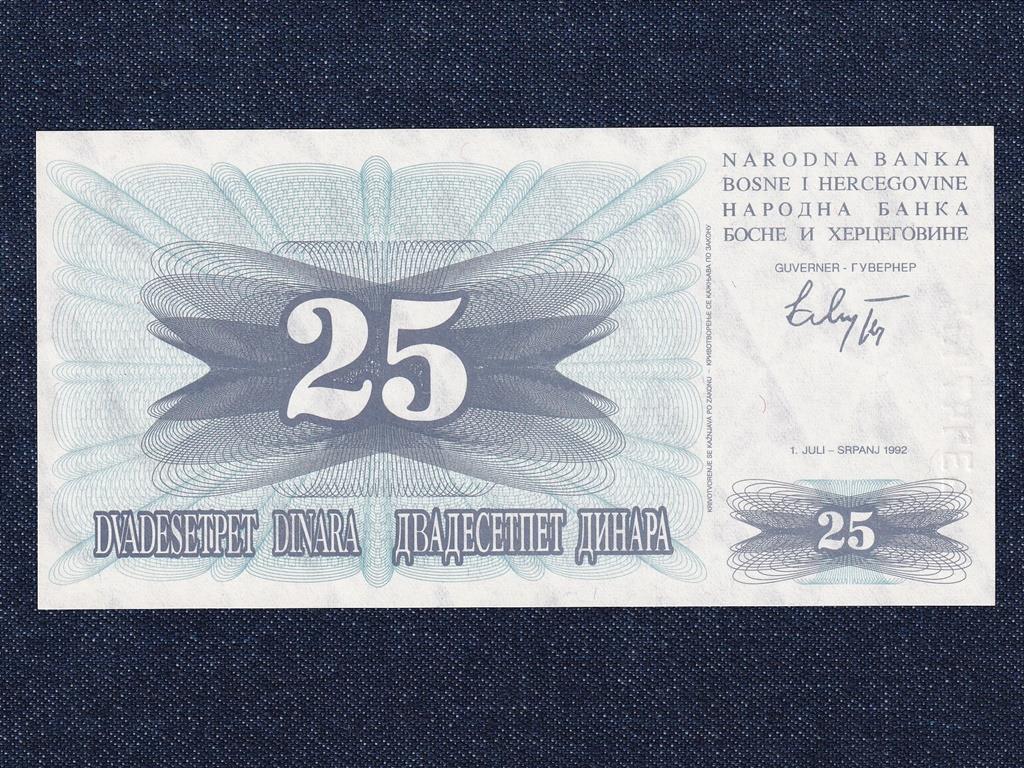 NARODNA BANKA
BOSNE I HERCEGOVINE
НАРОДНА БАНКА
БОСНЕ И ХЕРЦЕГОВИНЕ
GUVERNER - ГУВЕРНЕР
25
KRIVOTVORENJE SE KAŽNJAVA PO ZAKONU – КРИВОТВОРЕЊЕ СЕ КАЖЊАВА ПО ЗАКОНУ
1. JULI – SRPANJ 1992
DVADESETPET DINARA ДВАДЕСЕТПЕТ ДИНАРА
25